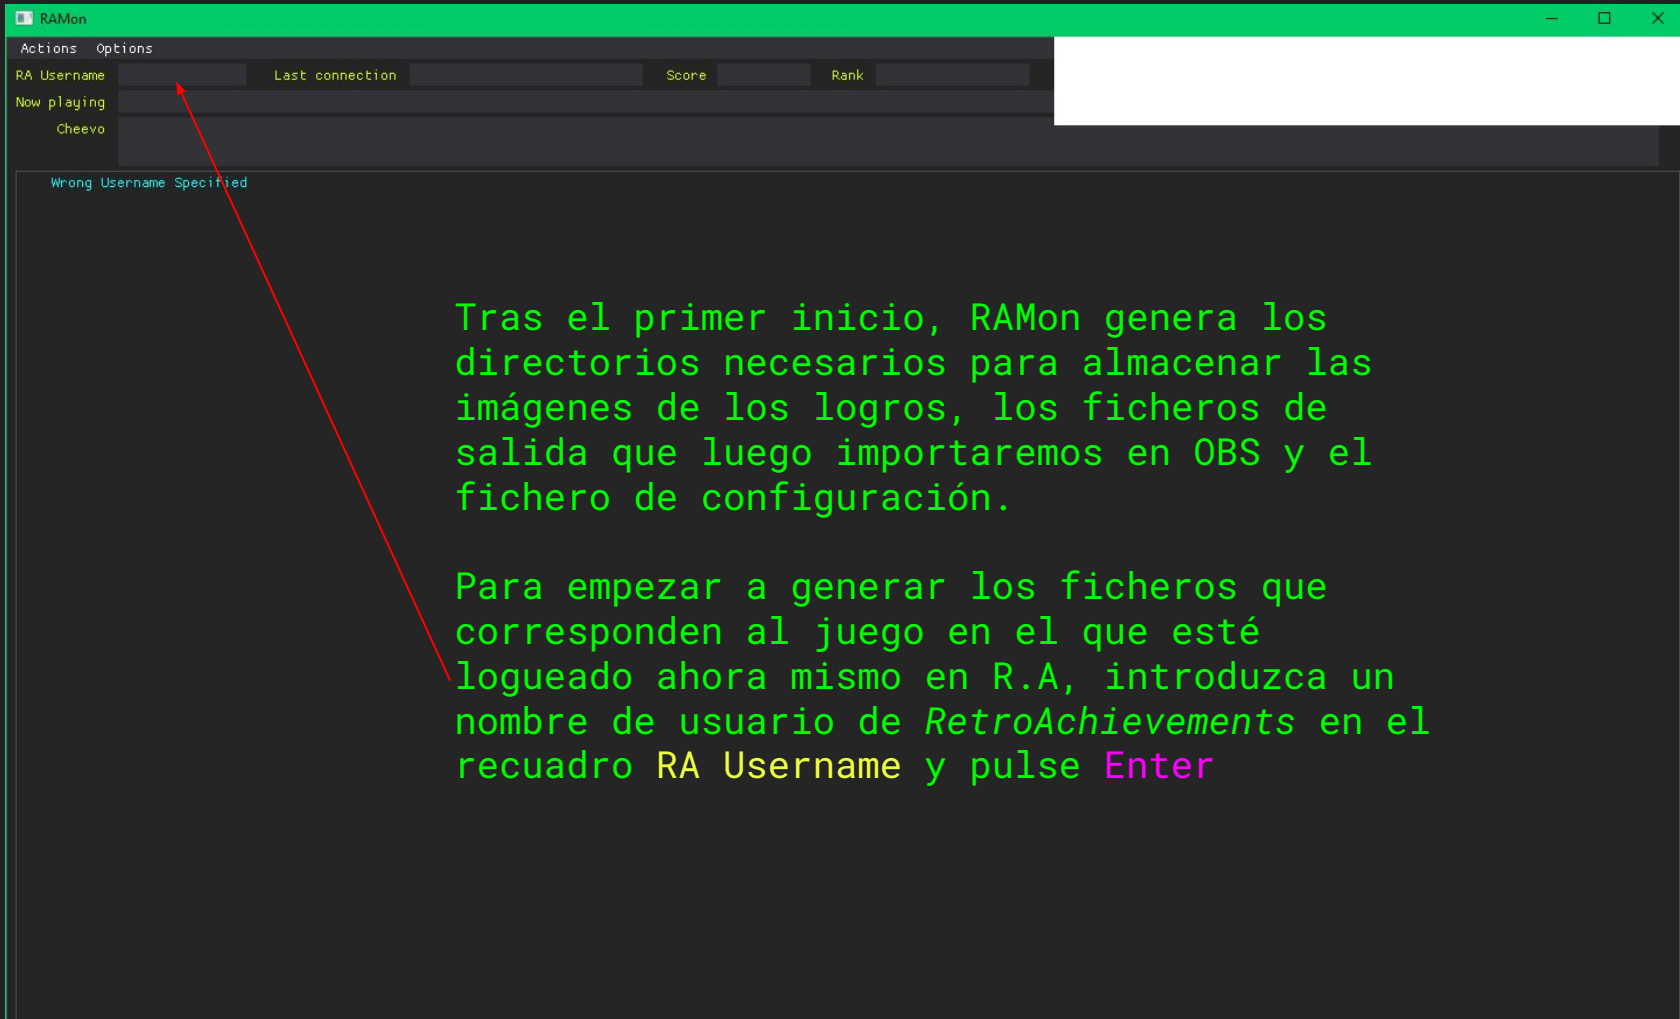 RAMon
Actions Options
RA Username Last connection Score Rank
Now playing
Cheevo
Wrong Username Specified
Tras el primer inicio, RAMon genera los
directorios necesarios para almacenar las
imágenes de los logros, los ficheros de
salida que luego importaremos en OBS y el
fichero de configuración.
Para empezar a generar los ficheros que
corresponden al juego en el que esté
logueado ahora mismo en R.A, introduzca un
nombre de usuario de RetroAchievements en el
recuadro RA Username y pulse Enter